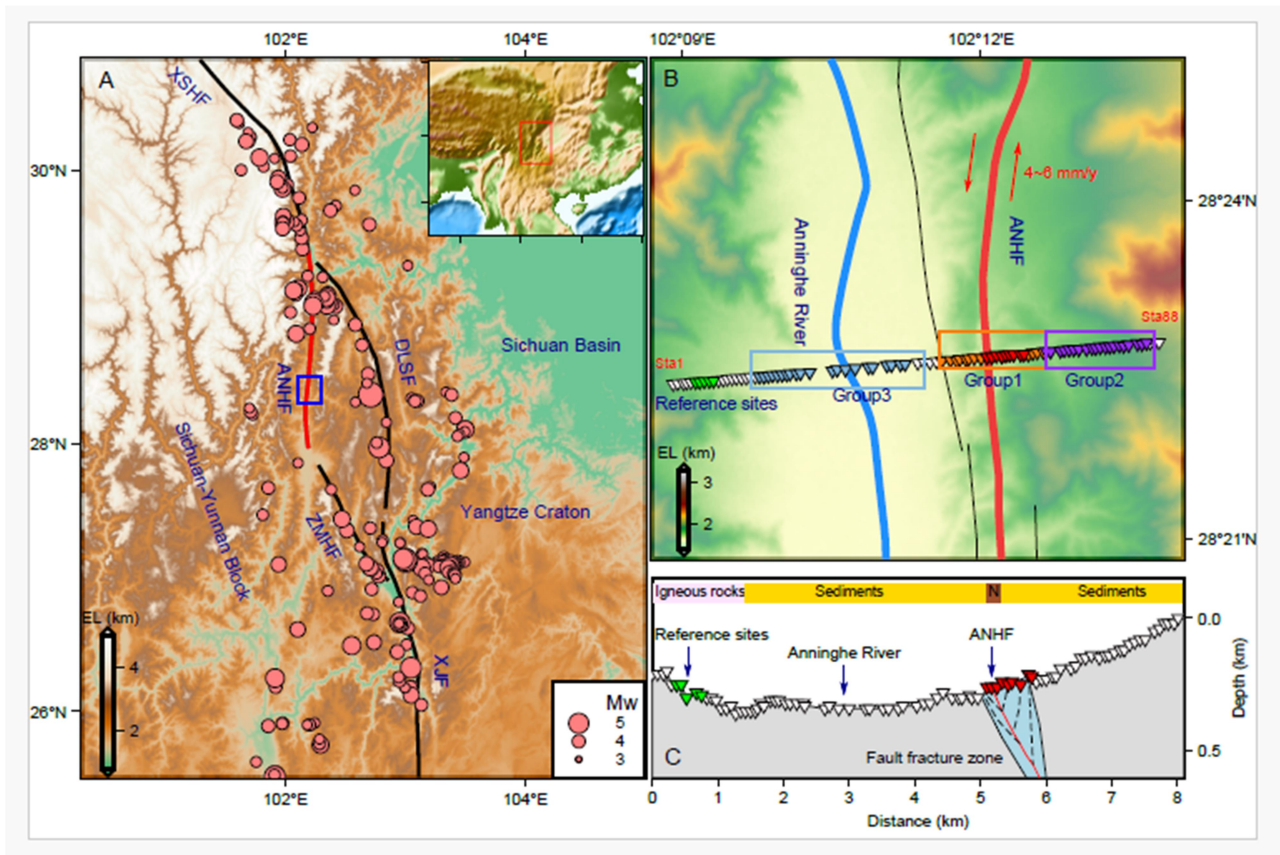 102°E
104°E
102°09'E
102°12'E
A
XSHF
30°N
28°N
26°N
DLSF
Sichuan Basin
ANHF
Sichuan-Yunnan Block
Yangtze Craton
ZMHF
XJF
EL (km)
4
2
Mw
5
4
3
102°E
104°E
B
4~6 mm/y
28°24'N
Anninghe River
ANHF
Sta88
Sta1
Group1
Group2
Reference sites
Group3
EL (km)
3
2
28°21'N
Igneous rocks
Sediments
N
Sediments
0.0
Reference sites
ANHF
Anninghe River
Depth (km)
C
Fault fracture zone
0.5
0 1 2 3 4 5 6 7 8
Distance (km)